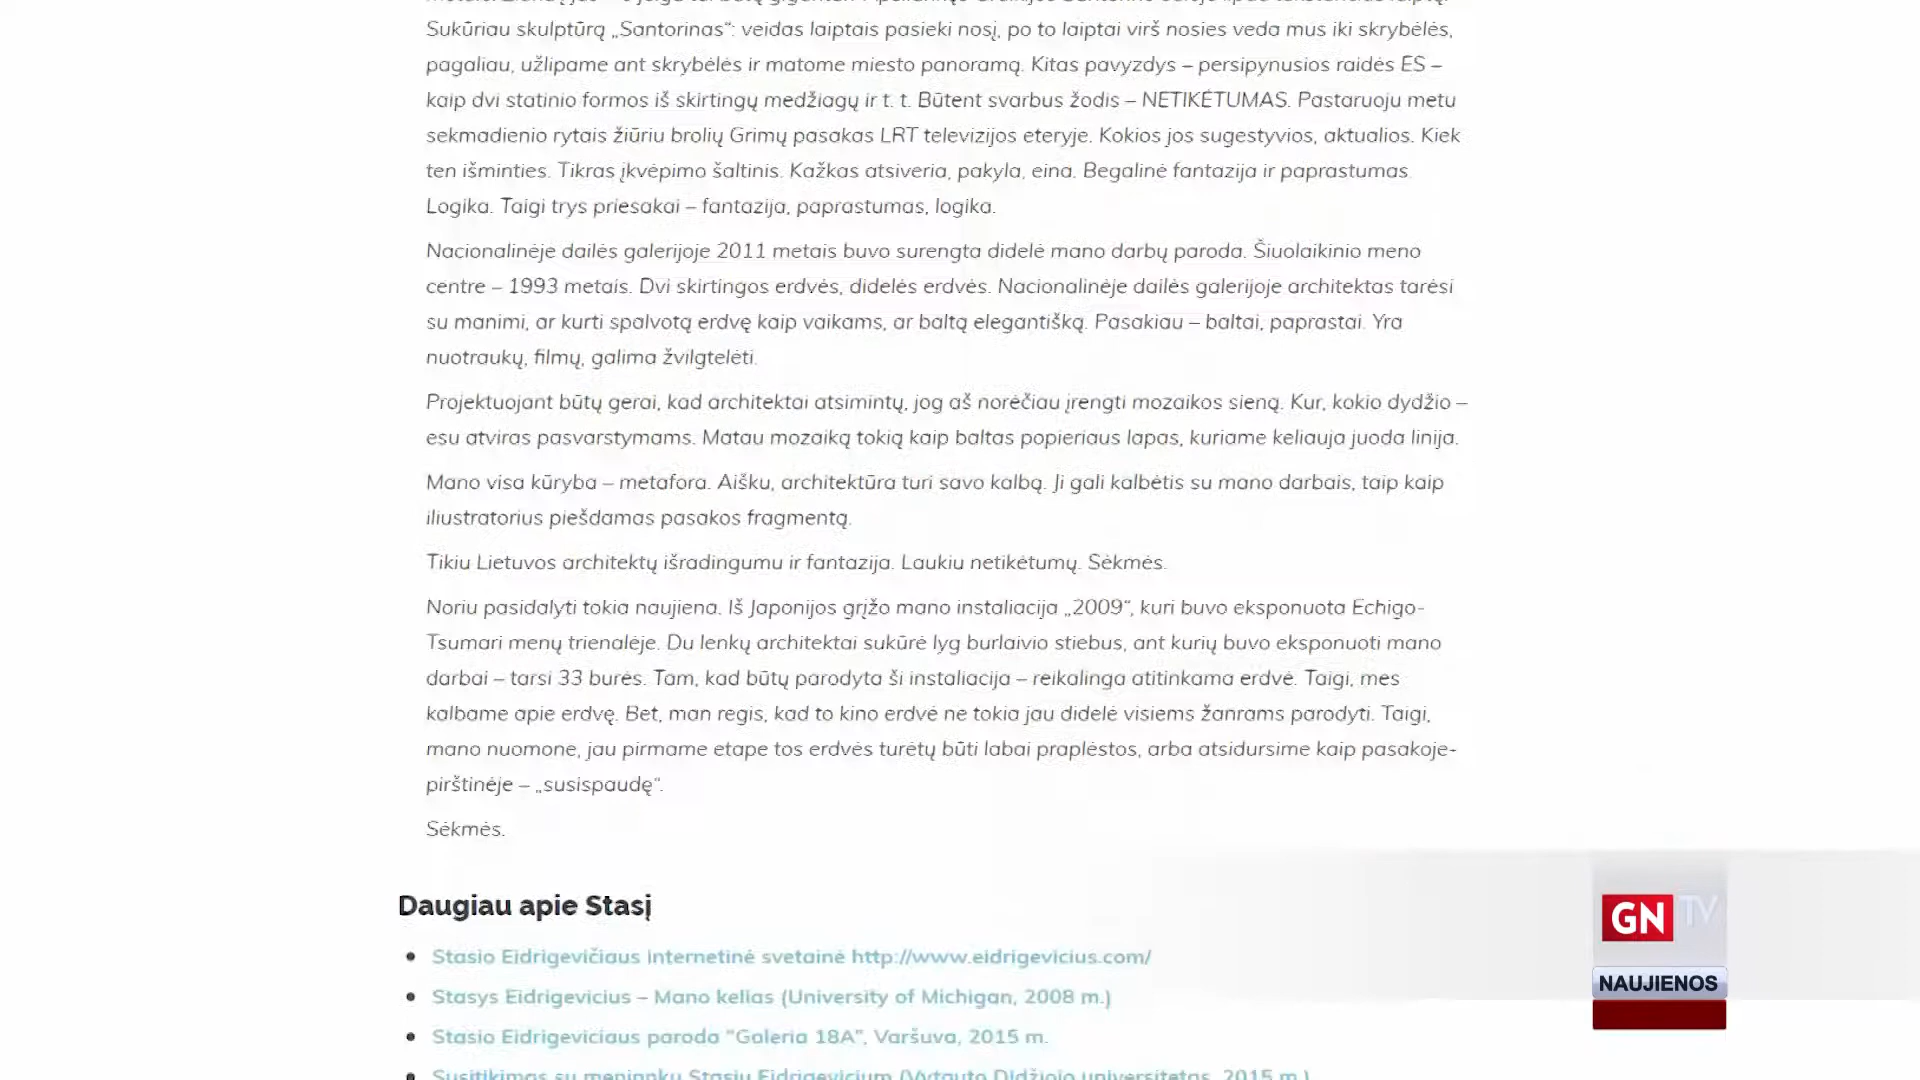 Sukūriau skulptūrą „Santorinas“: veidas laiptais pasieki nosį, po to laiptai virš nosies veda mus iki skrybėlės,
pagaliau, užlipame ant skrybėlės ir matome miesto panoramą. Kitas pavyzdys – persipynusios raidės ES –
kaip dvi statinio formos iš skirtingų medžiagų ir t. t. Būtent svarbus žodis – NETIKĖTUMAS. Pastaruoju metu
sekmadienio rytais žiūriu brolių Grimų pasakas LRT televizijos eteryje. Kokios jos sugestyvios, aktualios. Kiek
ten išminties. Tikras įkvėpimo šaltinis. Kažkas atsiveria, pakyla, eina. Begalinė fantazija ir paprastumas.
Logika. Taigi trys priesakai – fantazija, paprastumas, logika.
Nacionalinėje dailės galerijoje 2011 metais buvo surengta didelė mano darbų paroda. Šiuolaikinio meno
centre – 1993 metais. Dvi skirtingos erdvės, didelės erdvės. Nacionalinėje dailės galerijoje architektas tarėsi
su manimi, ar kurti spalvotą erdvę kaip vaikams, ar baltą elegantišką. Pasakiau – baltai, paprastai. Yra
nuotraukų, filmų, galima žvilgtelėti.
Projektuojant būtų gerai, kad architektai atsimintų, jog aš norėčiau įrengti mozaikos sieną. Kur, kokio dydžio –
esu atviras pasvarstymams. Matau mozaiką tokią kaip baltas popieriaus lapas, kuriame keliauja juoda linija.
Mano visa kūryba – metafora. Aišku, architektūra turi savo kalbą. Ji gali kalbėtis su mano darbais, taip kaip
iliustratorius piešdamas pasakos fragmentą.
Tikiu Lietuvos architektų išradingumu ir fantazija. Laukiu netikėtumų. Sėkmės.
Noriu pasidalyti tokia naujiena. Iš Japonijos grįžo mano instaliacija „2009“, kuri buvo eksponuota Echigo-
Tsumari menų trienalėje. Du lenkų architektai sukūrė lyg burlaivio stiebus, ant kurių buvo eksponuoti mano
darbai – tarsi 33 burės. Tam, kad būtų parodyta ši instaliacija – reikalinga atitinkama erdvė. Taigi, mes
kalbame apie erdvę. Bet, man regis, kad to kino erdvė ne tokia jau didelė visiems žanrams parodyti. Taigi,
mano nuomone, jau pirmame etape tos erdvės turėtų būti labai praplėstos, arba atsidursime kaip pasakoje-
pirštinėje – „susispaudę“.
Sėkmės.
Daugiau apie Stasį
Stasio Eidrigevičiaus internetinė svetainė http://www.eidrigevicius.com/
Stasys Eidrigevicius – Mano kelias (University of Michigan, 2008 m.)
Stasio Eidrigeviciaus paroda "Galeria 18A", Varšuva, 2015 m.
Susitikimas su menininku Stasiu Eidrigevicium (Vytauto Didžiojo universitetas, 2015 m.)
GN TV
NAUJIENOS